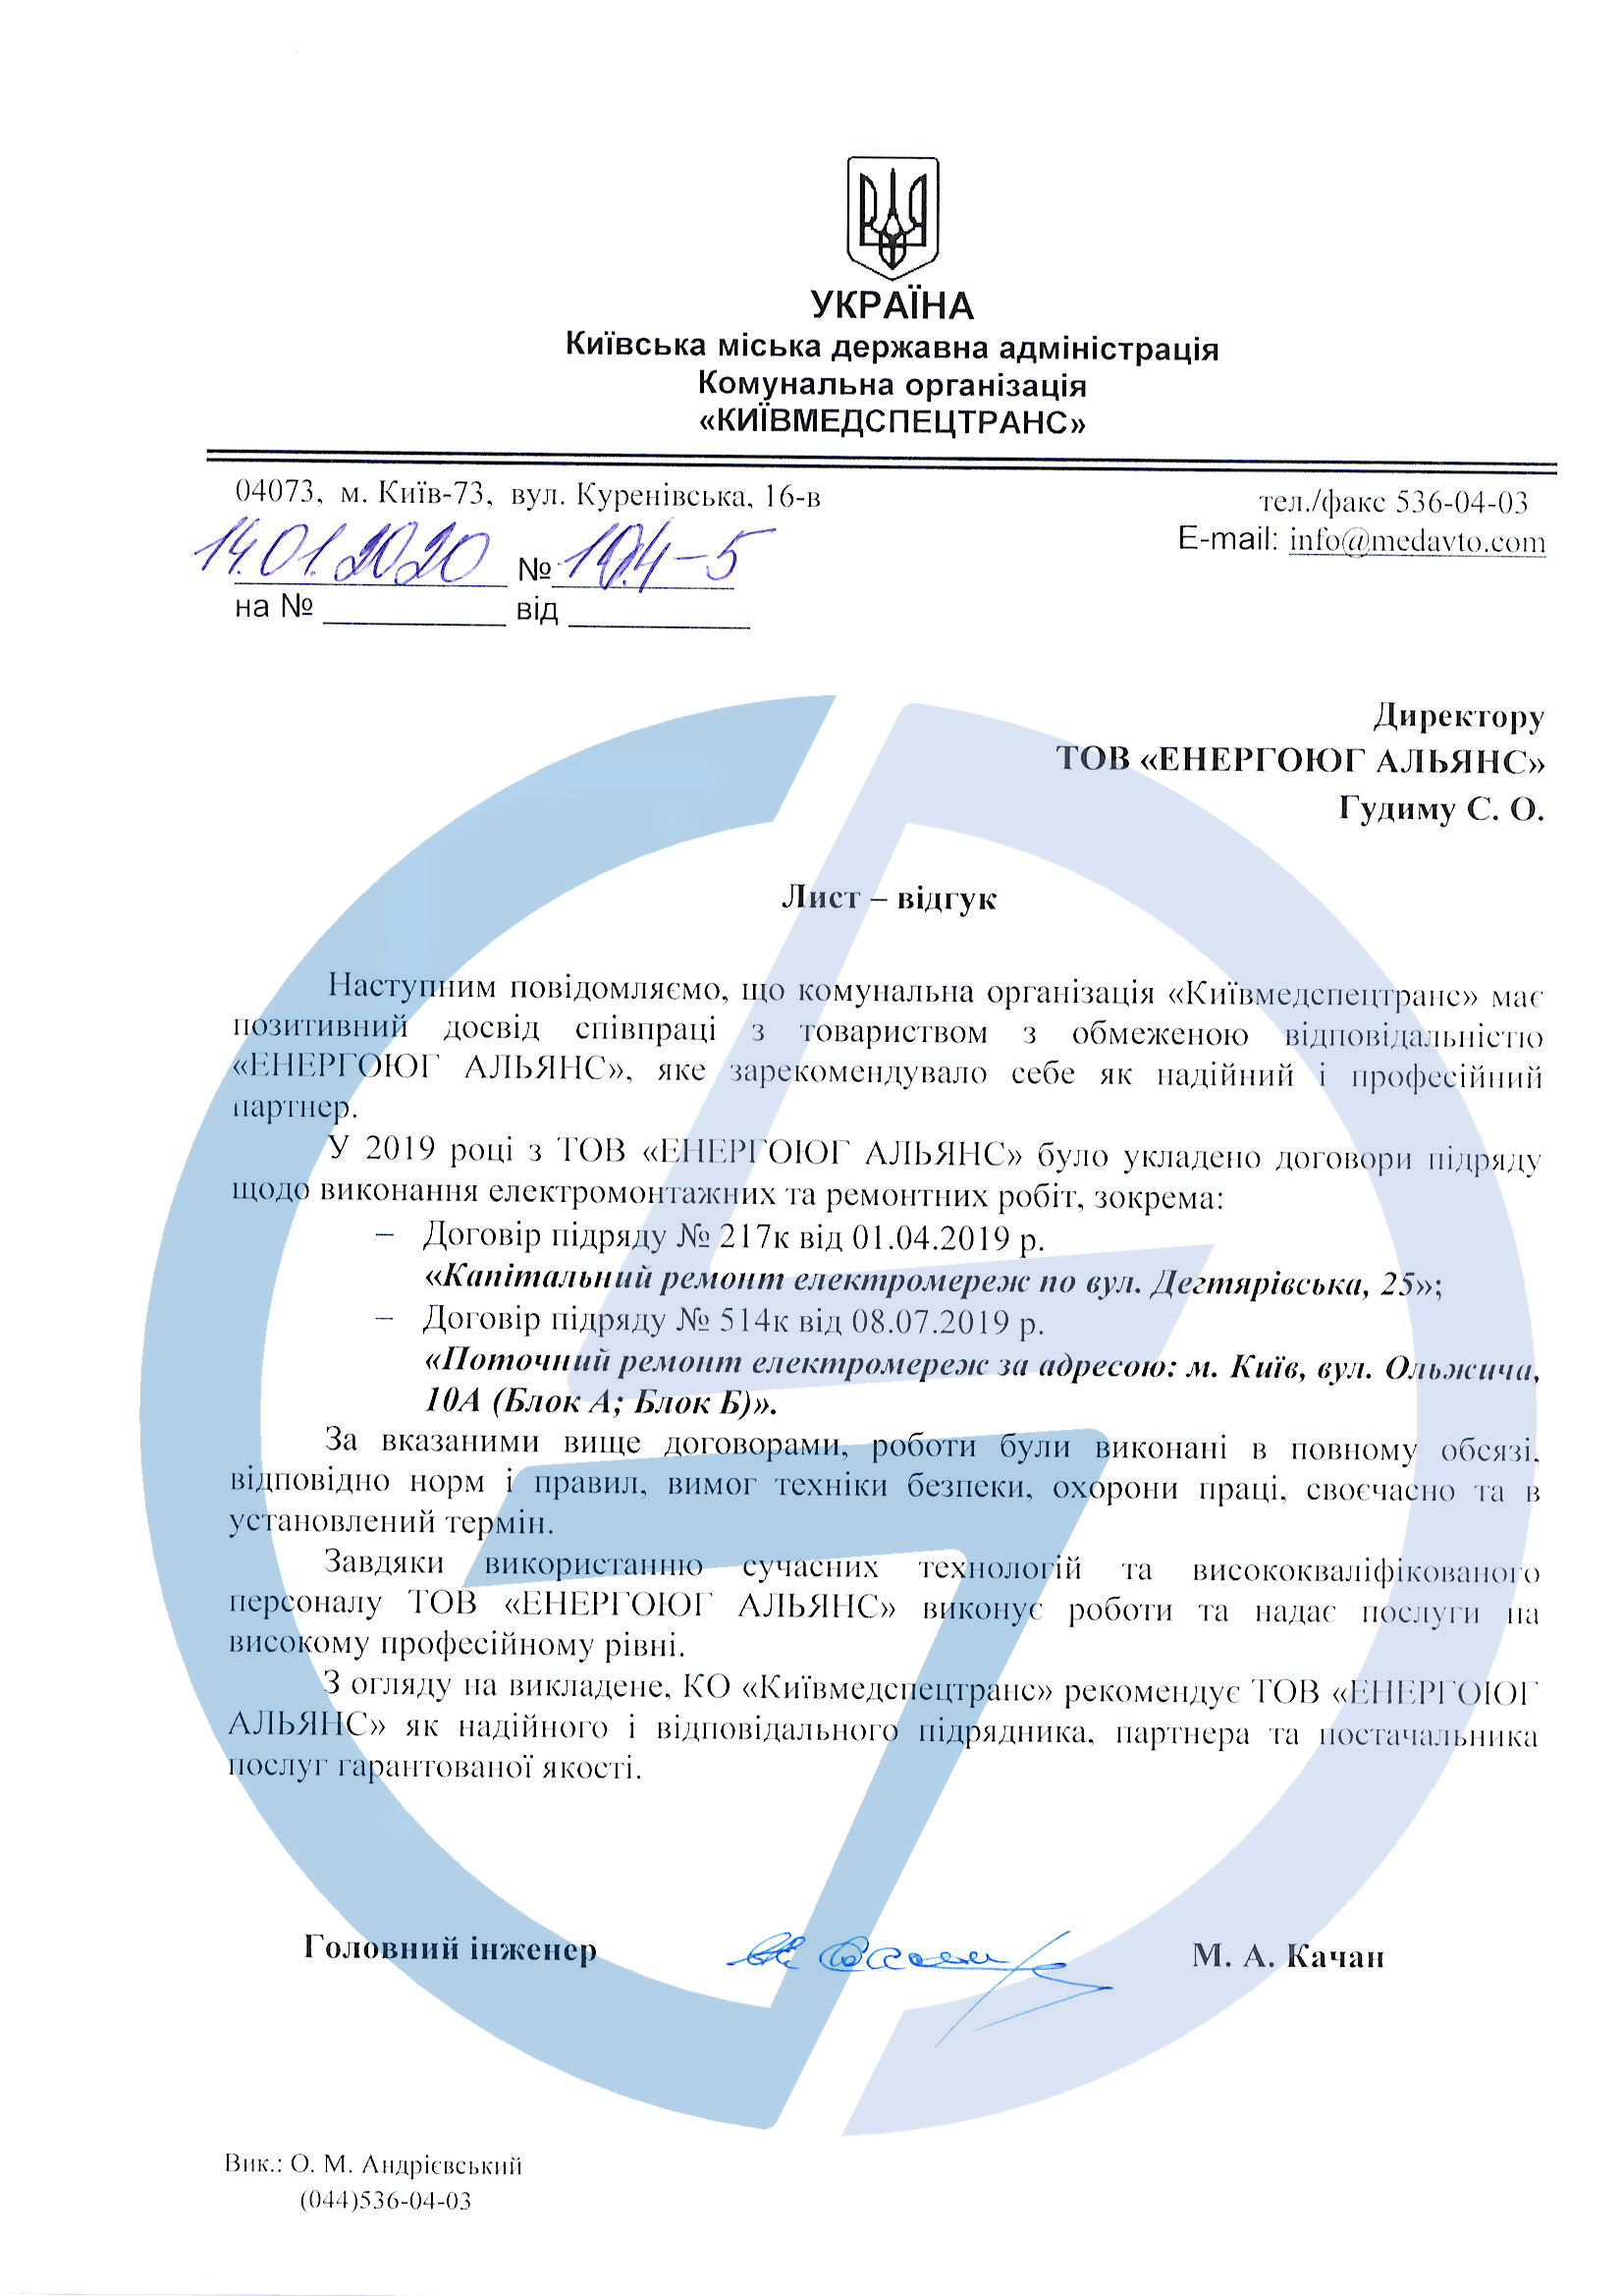 УКРАЇНА
Київська міська державна адміністрація
Комунальна організація
«КИЇВМЕДСПЕЦТРАНС»
04073, м. Київ-73, вул. Куренівська, 16-в
тел./факс 536-04-03
E-mail: info@medavto.com
14.01.2020 №
на № від
Директору
ТОВ «ЕНЕРГОЮГ АЛЬЯНС»
Гудиму С. О.
Лист – відгук
Наступним повідомляємо, що комунальна організація «Київмедспецтранс» має
позитивний досвід співпраці з товариством з обмеженою відповідальністю
«ЕНЕРГОЮГ АЛЬЯНС», яке зарекомендувало себе як надійний і професійний
партнер.
У 2019 році з ТОВ «ЕНЕРГОЮГ АЛЬЯНС» було укладено договори підряду
щодо виконання електромонтажних та ремонтних робіт, зокрема:
– Договір підряду № 217к від 01.04.2019 р.
«Капітальний ремонт електромереж по вул. Дегтярівська, 25»;
– Договір підряду № 514к від 08.07.2019 р.
«Поточний ремонт електромереж за адресою: м. Київ, вул. Ольжича,
10А (Блок А; Блок Б)».
За вказаними вище договорами, роботи були виконані в повному обсязі,
відповідно норм і правил, вимог техніки безпеки, охорони праці, своєчасно та в
установлений термін.
Завдяки використанню сучасних технологій та висококваліфікованого
персоналу ТОВ «ЕНЕРГОЮГ АЛЬЯНС» виконує роботи та надає послуги на
високому професійному рівні.
З огляду на викладене, КО «Київмедспецтранс» рекомендує ТОВ «ЕНЕРГОЮГ
АЛЬЯНС» як надійного і відповідального підрядника, партнера та постачальника
послуг гарантованої якості.
Головний інженер М. А. Качан
Вик.: О. М. Андрієвський
(044)536-04-03